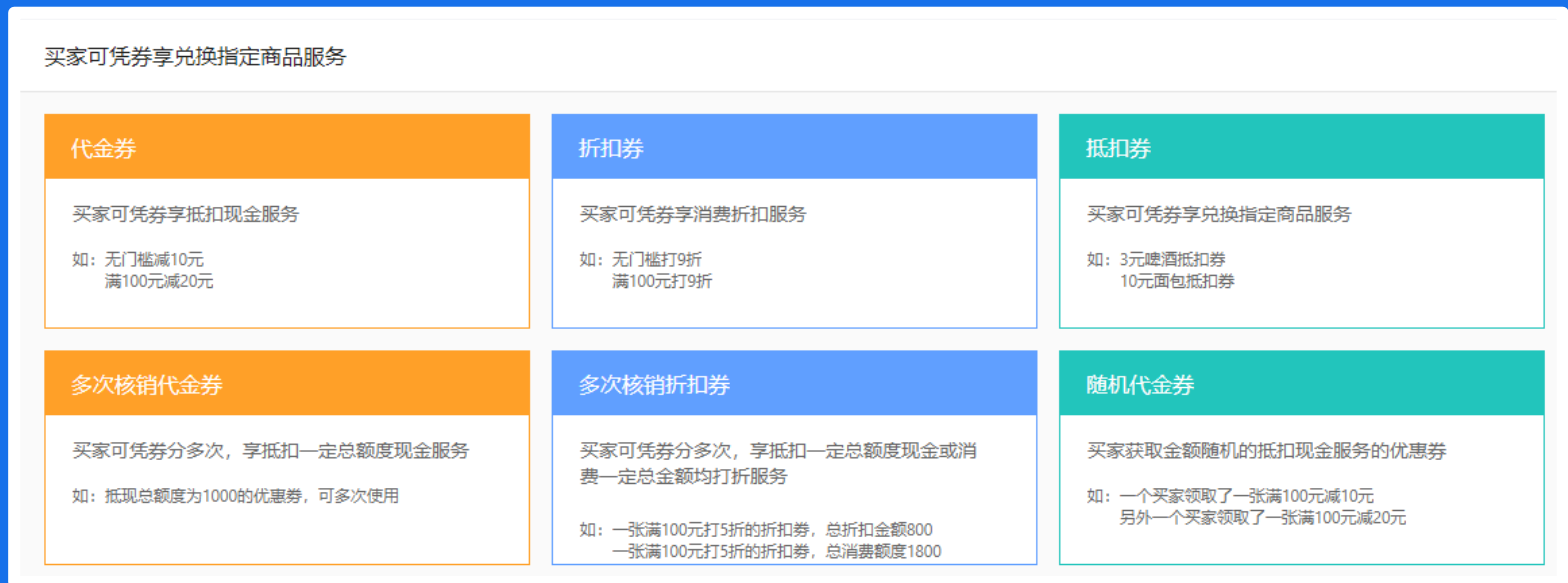 买家可凭券享兑换指定商品服务
代金券
买家可凭券享抵扣现金服务
如：无门槛减10元
满100元减20元
折扣券
买家可凭券享消费折扣服务
如：无门槛打9折
满100元打9折
抵扣券
买家可凭券享兑换指定商品服务
如：3元啤酒抵扣券
10元面包抵扣券
多次核销代金券
买家可凭券分多次，享抵扣一定总额度现金服务
如：抵现总额度为1000的优惠券，可多次使用
多次核销折扣券
买家可凭券分多次，享抵扣一定总额度现金或消
费一定总金额均打折服务
如：一张满100元打5折的折扣券，总折扣金额800
一张满100元打5折的折扣券，总消费额度1800
随机代金券
买家获取金额随机的抵扣现金服务的优惠券
如：一个买家领取了一张满100元减10元
另外一个买家领取了一张满100元减20元